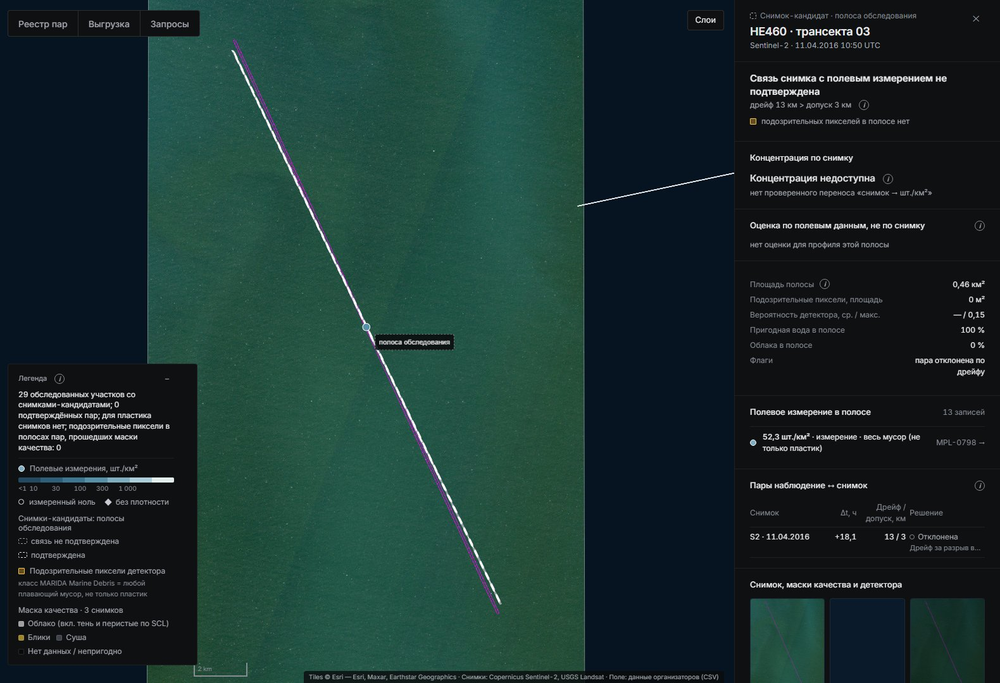 Реестр пар
Выгрузка
Запросы
Слои
полоса обследования
Легенда
29 обследованных участков со
снимками-кандидатами; 0
подтверждённых пар; для пластика
снимков нет; подозрительные пиксели в
полосах пар, прошедших маски
качества: 0
Полевые измерения, шт./км²
<1 10 30 100 300 1 000
измеренный ноль
без плотности
Снимки-кандидаты: полосы
обследования
связь не подтверждена
подтверждена
Подозрительные пиксели детектора
класс MARIDA Marine Debris = любой
плавающий мусор, не только пластик
Маска качества · 3 снимков
Облако (вкл. тень и перистые по SCL)
Блики
Суша
Нет данных / непригодно
2 km
Tiles © Esri — Esri, Maxar, Earthstar Geographics · Снимки: Copernicus Sentinel-2, USGS Landsat · Поле: данные организаторов (CSV)
Снимок-кандидат · полоса обследования
HE460 · трансекта 03
Sentinel-2 · 11.04.2016 10:50 UTC
Связь снимка с полевым измерением не
подтверждена
дрейф 13 км > допуск 3 км
подозрительных пикселей в полосе нет
Концентрация по снимку
Концентрация недоступна
нет проверенного переноса «снимок → шт./км²»
Оценка по полевым данным, не по снимку
нет оценки для профиля этой полосы
Площадь полосы 0,46 км²
Подозрительные пиксели, площадь 0 м²
Вероятность детектора, ср. / макс. — / 0,15
Пригодная вода в полосе 100 %
Облака в полосе 0 %
Флаги пара отклонена по
дрейфу
Полевое измерение в полосе 13 записей
52,3 шт./км² · измерение · весь мусор (не
только пластик)
MPL-0798 →
Пары наблюдение ↔ снимок
Снимок Δt, ч Дрейф /
допуск, км Решение
S2 · 11.04.2016 +18,1 13 / 3 Отклонена
Дрейф за разрыв в…
Снимок, маски качества и детектора